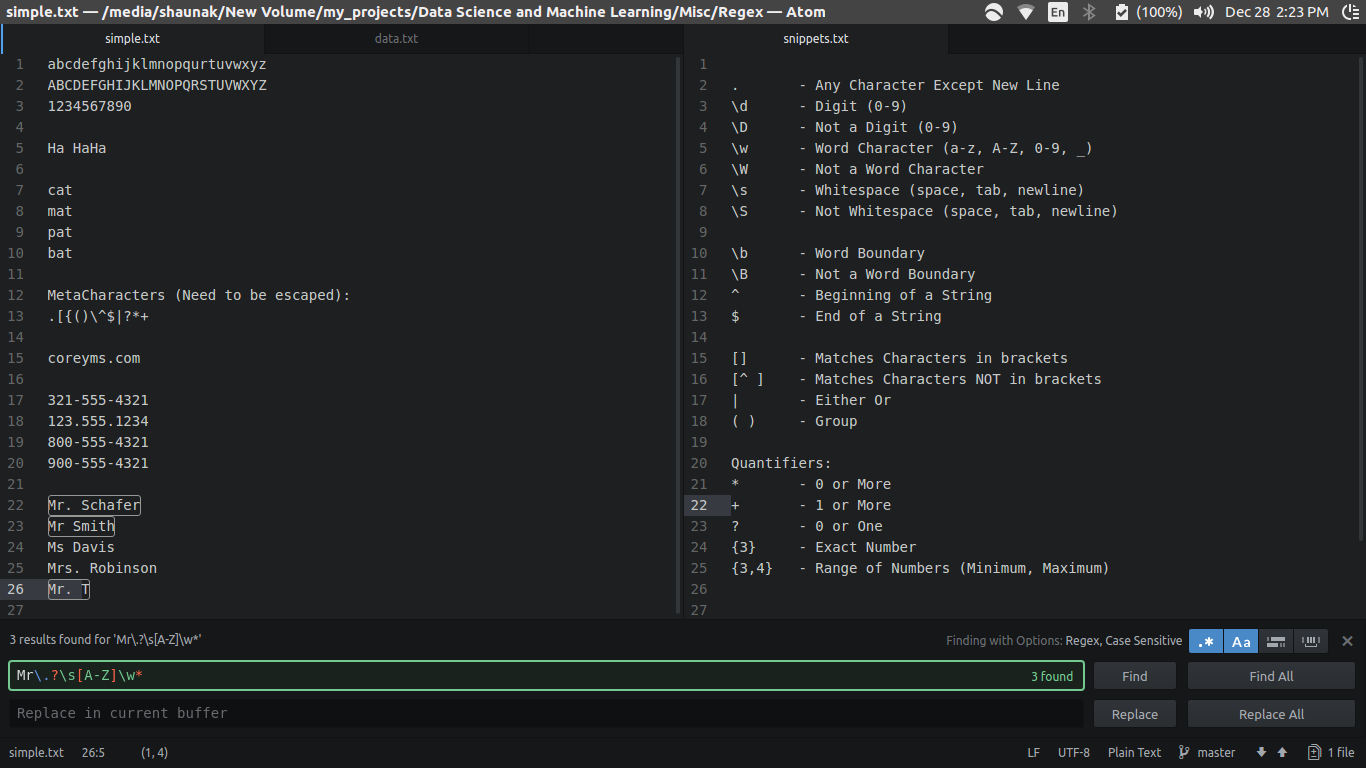 simple.txt — /media/shaunak/New Volume/my_projects/Data Science and Machine Learning/Misc/Regex — Atom
En
(100%)
Dec 28 2:23 PM
simple.txt
data.txt
snippets.txt
1 abcdefghijklmnopqurtuvwxyz
2 ABCDEFGHIJKLMNOPQRSTUVWXYZ
3 1234567890
4
5 Ha HaHa
6
7 cat
8 mat
9 pat
10 bat
11
12 MetaCharacters (Need to be escaped):
13 .[{()\^$|?*+
14
15 coreyms.com
16
17 321-555-4321
18 123.555.1234
19 800-555-4321
20 900-555-4321
21
22 Mr. Schafer
23 Mr Smith
24 Ms Davis
25 Mrs. Robinson
26 Mr. T
27
1
2 . - Any Character Except New Line
3 \d - Digit (0-9)
4 \D - Not a Digit (0-9)
5 \w - Word Character (a-z, A-Z, 0-9, _)
6 \W - Not a Word Character
7 \s - Whitespace (space, tab, newline)
8 \S - Not Whitespace (space, tab, newline)
9
10 \b - Word Boundary
11 \B - Not a Word Boundary
12 ^ - Beginning of a String
13 $ - End of a String
14
15 [] - Matches Characters in brackets
16 [^ ] - Matches Characters NOT in brackets
17 | - Either Or
18 ( ) - Group
19
20 Quantifiers:
21 * - 0 or More
22 + - 1 or More
23 ? - 0 or One
24 {3} - Exact Number
25 {3,4} - Range of Numbers (Minimum, Maximum)
26
27
3 results found for 'Mr\.?\s[A-Z]\w*'
Finding with Options: Regex, Case Sensitive
.* Aa
Mr\.?\s[A-Z]\w*
3 found
Find
Find All
Replace in current buffer
Replace
Replace All
simple.txt 26:5 (1, 4)
LF UTF-8 Plain Text master 1 file